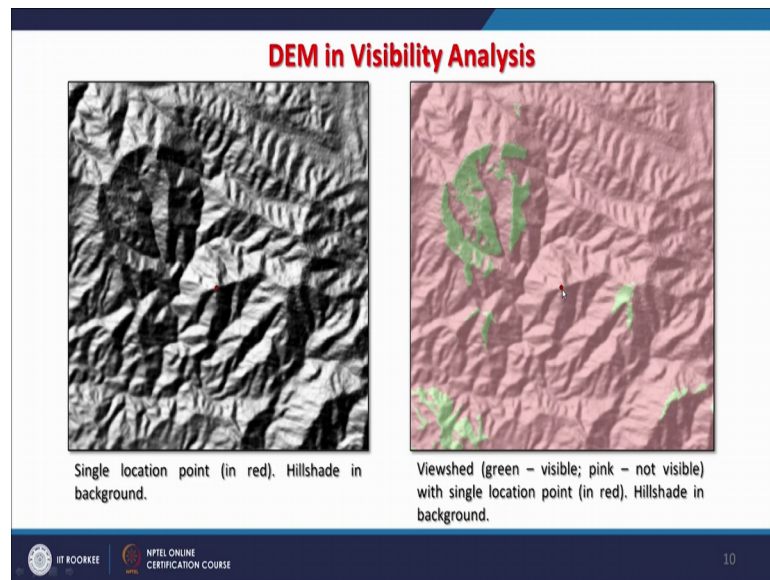 DEM in Visibility Analysis
Single location point (in red). Hillshade in
background.
Viewshed (green – visible; pink – not visible)
with single location point (in red). Hillshade in
background.
IIT ROORKEE
NPTEL
NPTEL ONLINE
CERTIFICATION COURSE
10